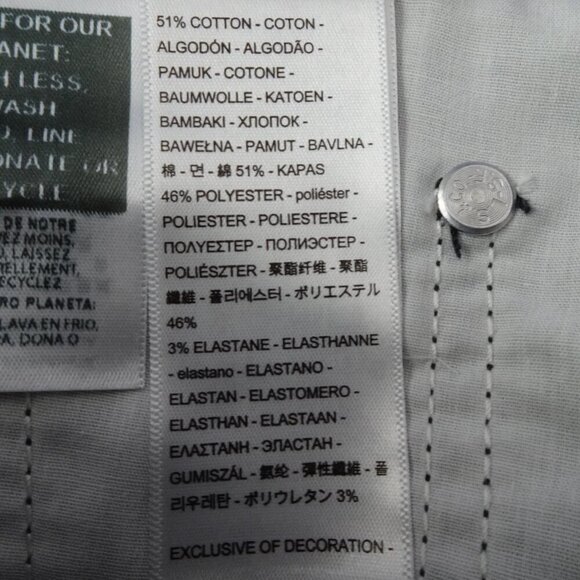 FOR OUR
ANET:
H LESS,
WASH
LINE
ONATE OR
YCLE
DE NOTRE
EZ MOINS,
LAISSEZ
RELLEMENT,
ECYCLEZ
RO PLANETA:
LAVA EN FRIO,
A, DONA O
51% COTTON - COTON -
ALGODÓN - ALGODÃO -
PAMUK - COTONE -
BAUMWOLLE - KATOEN -
BAMBAKI - ХЛОПОК -
BAWEŁNA - PAMUT - BAVLNA -
棉 - 면 - 綿 51% - KAPAS
46% POLYESTER - poliéster -
POLIESTER - POLIESTERE -
ΠΟΛΥΕΣΤΕΡ - ПОЛИЭСТЕР -
POLIÉSZTER - 聚酯纤维 - 聚酯
纖維 - 폴리에스터 - ポリエステル
46%
3% ELASTANE - ELASTHANNE
- elastano - ELASTANO -
ELASTAN - ELASTOMERO -
ELASTHAN - ELASTAAN -
ΕΛΑΣΤΑΝΗ - ЭЛАСТАН -
GUMISZÁL - 氨纶 - 彈性纖維 - 폴
리우레탄 - ポリウレタン 3%
EXCLUSIVE OF DECORATION -